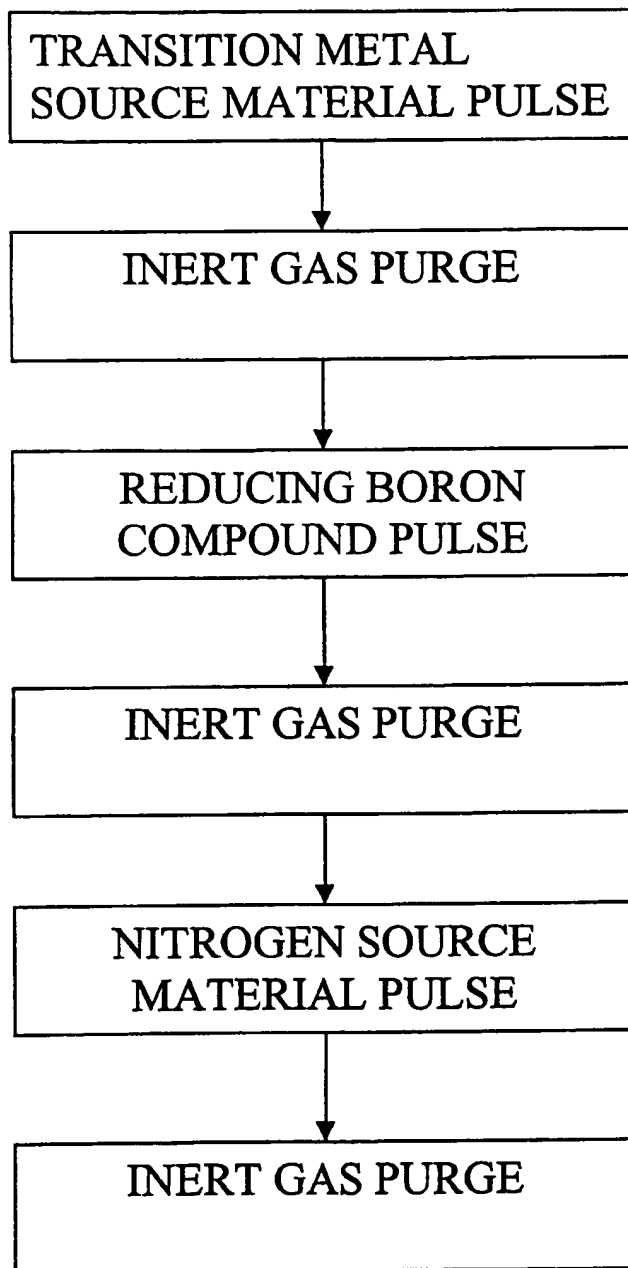 TRANSITION METAL
SOURCE MATERIAL PULSE
INERT GAS PURGE
REDUCING BORON
COMPOUND PULSE
INERT GAS PURGE
NITROGEN SOURCE
MATERIAL PULSE
INERT GAS PURGE